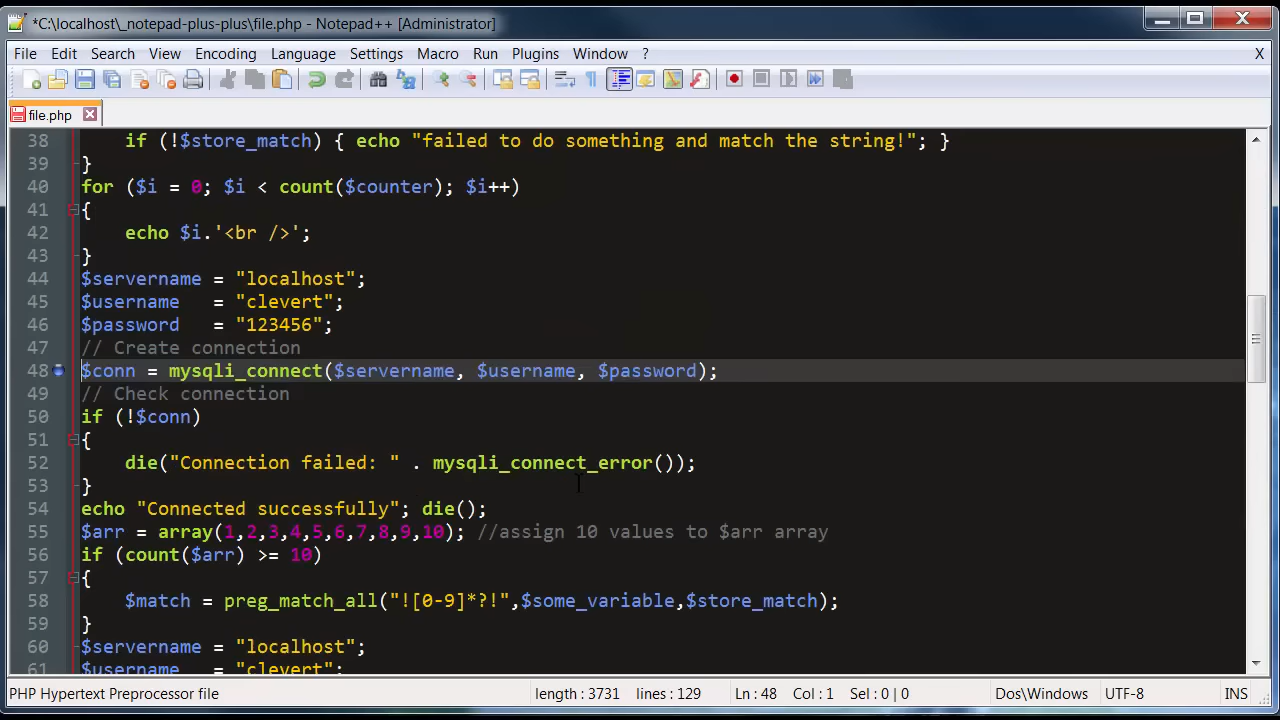 *C:\localhost\_notepad-plus-plus\file.php - Notepad++ [Administrator]
File Edit Search View Encoding Language Settings Macro Run Plugins Window ? X
file.php
38 if (!$store_match) { echo "failed to do something and match the string!"; }
39 }
40 for ($i = 0; $i < count($counter); $i++)
41 {
42 echo $i.'<br />';
43 }
44 $servername = "localhost";
45 $username   = "clevert";
46 $password   = "123456";
47 // Create connection
48 $conn = mysqli_connect($servername, $username, $password);
49 // Check connection
50 if (!$conn)
51 {
52 die("Connection failed: " . mysqli_connect_error());
53 }
54 echo "Connected successfully"; die();
55 $arr = array(1,2,3,4,5,6,7,8,9,10); //assign 10 values to $arr array
56 if (count($arr) >= 10)
57 {
58 $match = preg_match_all("![0-9]*?!",$some_variable,$store_match);
59 }
60 $servername = "localhost";
61 $username   = "clevert";
PHP Hypertext Preprocessor file length : 3731 lines : 129 Ln : 48 Col : 1 Sel : 0 | 0 Dos\Windows UTF-8 INS